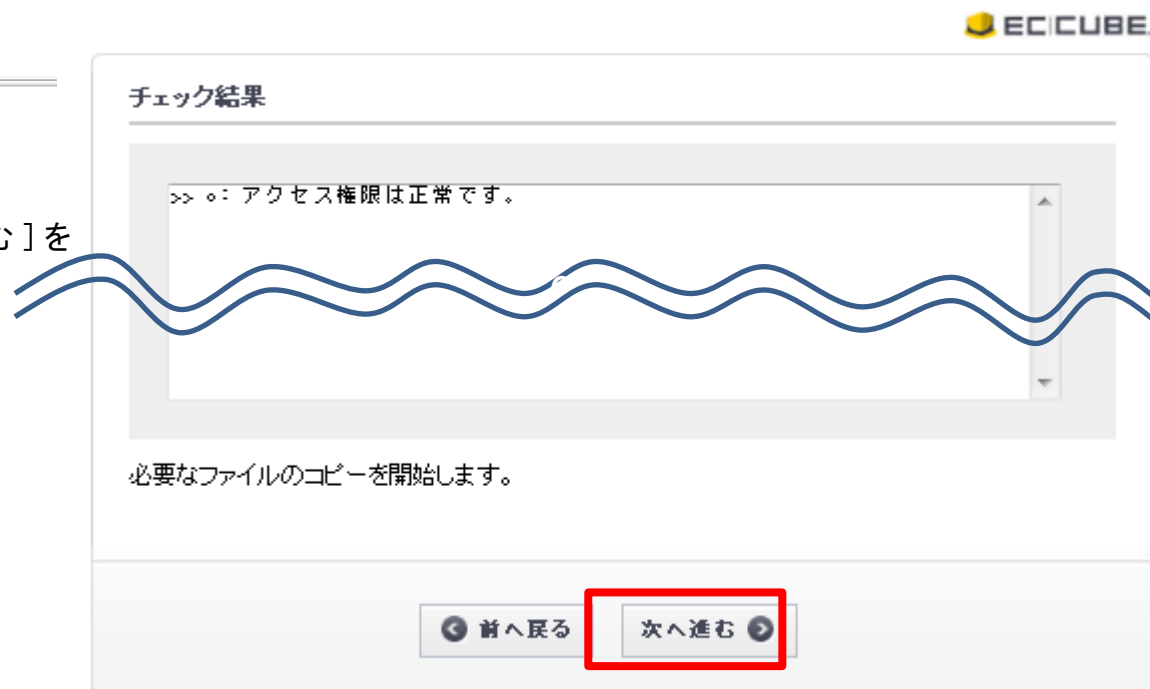 EC CUBE
チェック結果
>> o: アクセス権限は正常です。
む]を
必要なファイルのコピーを開始します。
前へ戻る
次へ進む